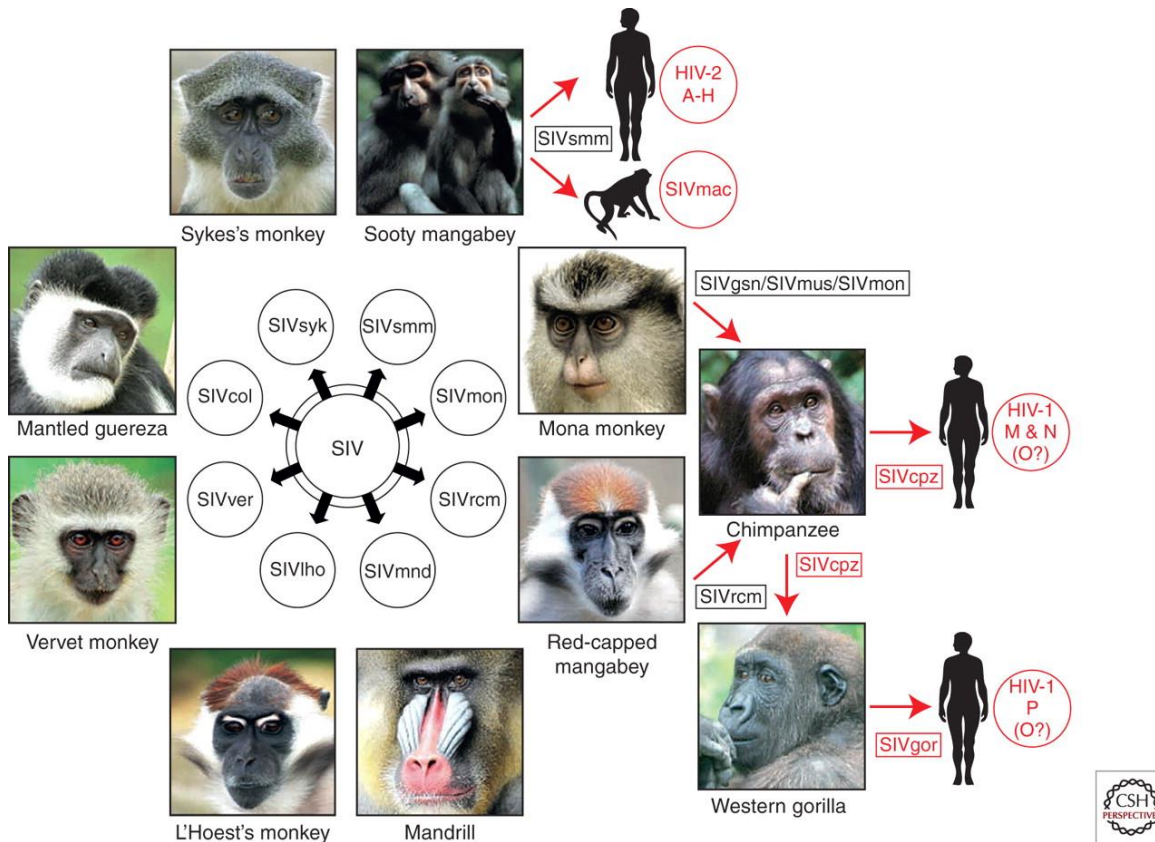 HIV-2
A-H
SIVsmm
SIVmac
Sykes's monkey
Sooty mangabey
SIVgsn/SIVmus/SIVmon
SIVsyk
SIVsmm
SIVcol
SIVmon
Mantled guereza
SIV
Mona monkey
HIV-1
M & N
(O?)
SIVcpz
SIVver
SIVrcm
Chimpanzee
SIVlho
SIVmnd
SIVcpz
SIVrcm
Vervet monkey
Red-capped
mangabey
HIV-1
P
(O?)
SIVgor
Western gorilla
L'Hoest's monkey
Mandrill
CSH
PERSPECTIVES